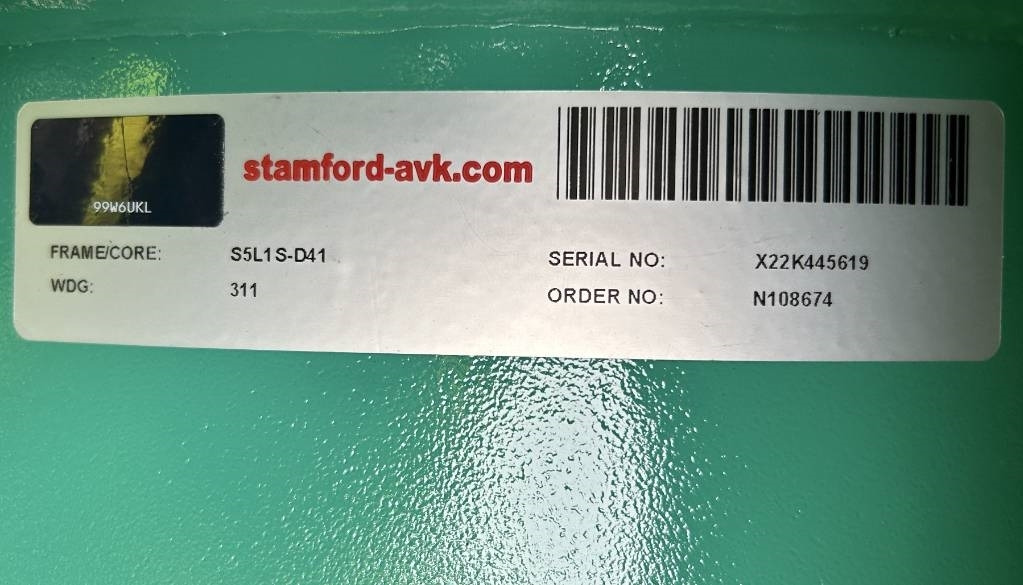 stamford-avk.com
99W6UKL
FRAME/CORE: S5L1S-D41
WDG: 311
SERIAL NO: X22K445619
ORDER NO: N108674